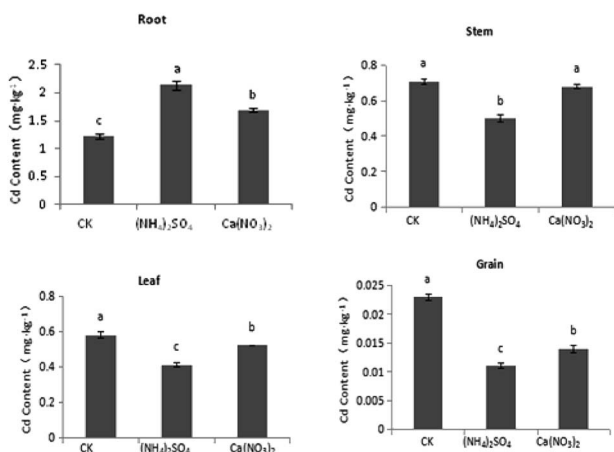 Root
Cd Content (mg·kg⁻¹)
2.5
2
1.5
1
0.5
0
c
a
b
CK
(NH₄)₂SO₄
Ca(NO₃)₂
Stem
Cd Content (mg·kg⁻¹)
0.8
0.6
0.4
0.2
0
a
b
a
CK
(NH₄)₂SO₄
Ca(NO₃)₂
Leaf
Cd Content (mg·kg⁻¹)
0.8
0.6
0.4
0.2
0
a
c
b
CK
(NH₄)₂SO₄
Ca(NO₃)₂
Grain
Cd Content (mg·kg⁻¹)
0.025
0.02
0.015
0.01
0.005
0
a
c
b
CK
(NH₄)₂SO₄
Ca(NO₃)₂